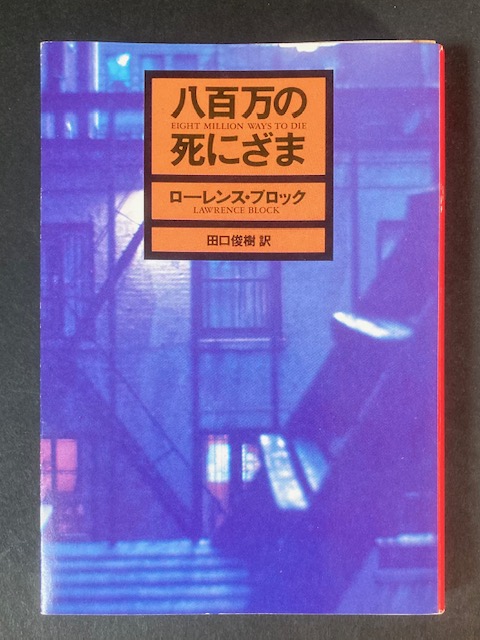 八百万の
EIGHT MILLION WAYS TO DIE
死にざま
ローレンス・ブロック
LAWRENCE BLOCK
田口俊樹 訳